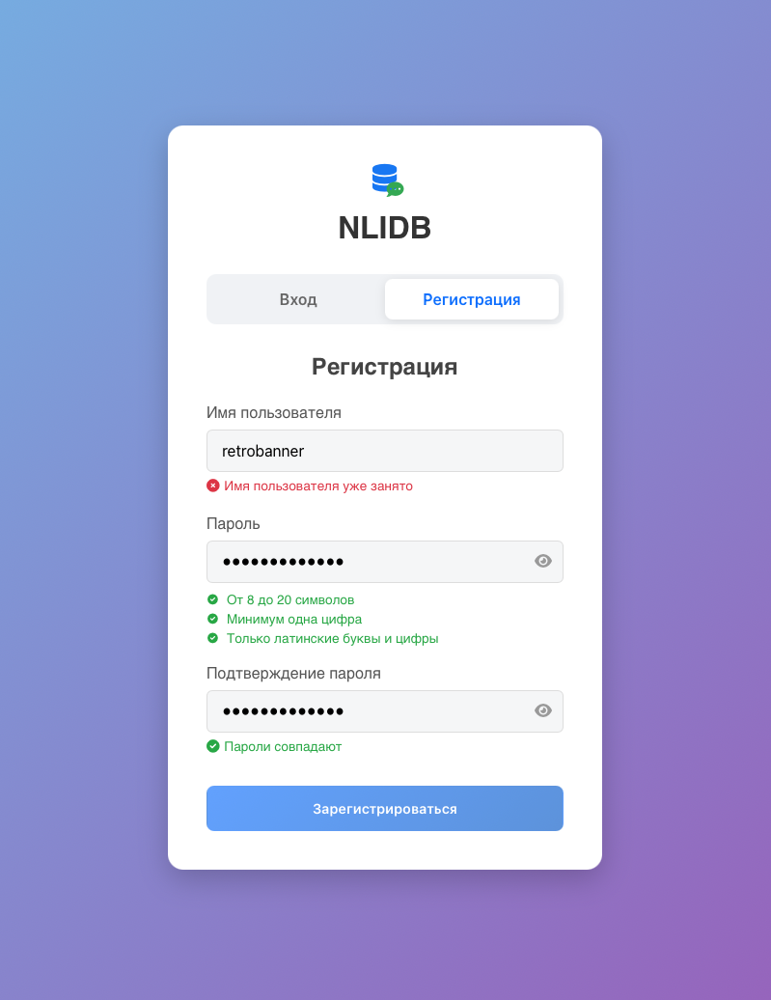 NLIDB
Вход
Регистрация
Регистрация
Имя пользователя
retrobanner
Имя пользователя уже занято
Пароль
•••••••••••••
От 8 до 20 символов
Минимум одна цифра
Только латинские буквы и цифры
Подтверждение пароля
•••••••••••••
Пароли совпадают
Зарегистрироваться